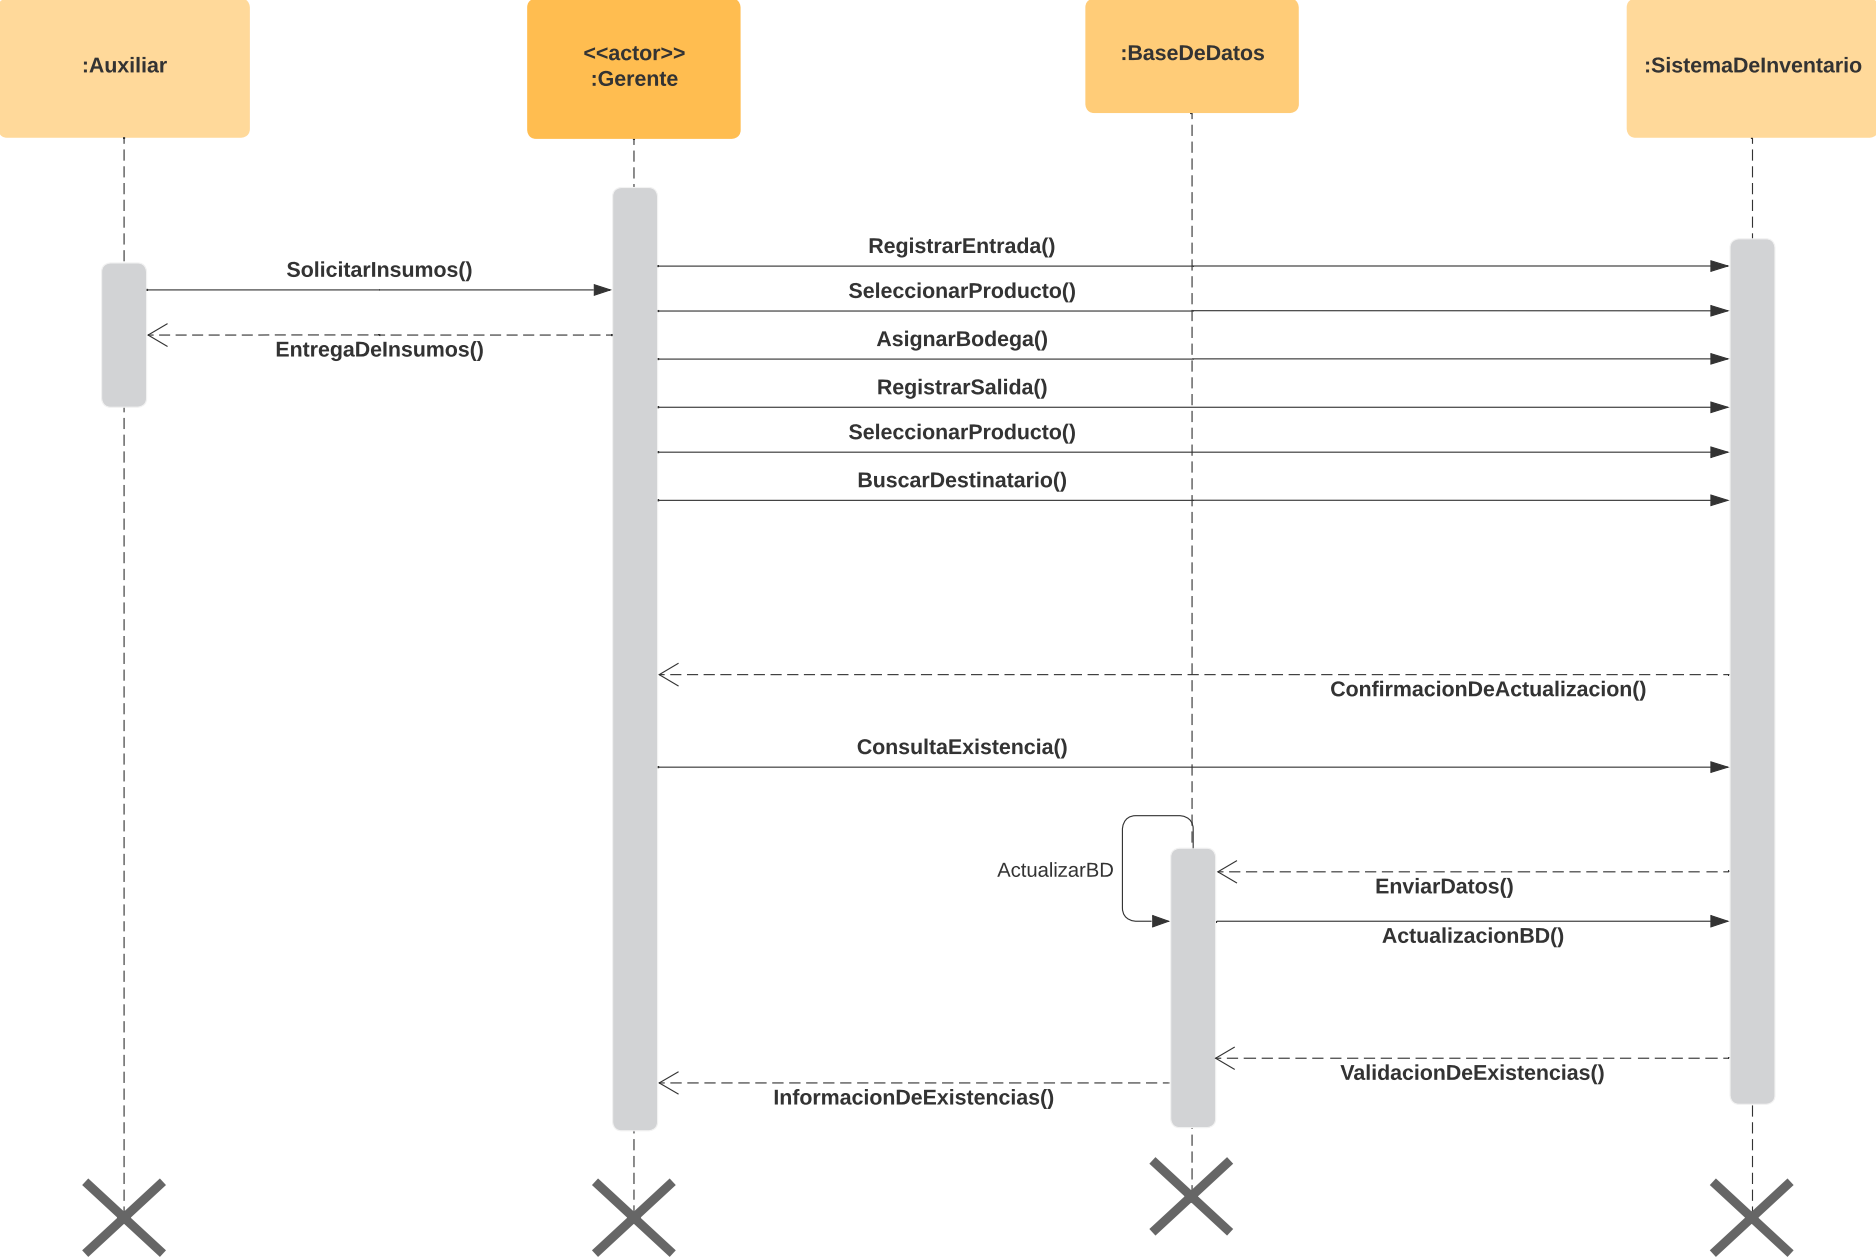 :Auxiliar
<<actor>>
:Gerente
:BaseDeDatos
:SistemaDeInventario
RegistrarEntrada()
SolicitarInsumos()
SeleccionarProducto()
AsignarBodega()
EntregaDeInsumos()
RegistrarSalida()
SeleccionarProducto()
BuscarDestinatario()
ConfirmacionDeActualizacion()
ConsultaExistencia()
ActualizarBD
EnviarDatos()
ActualizacionBD()
ValidacionDeExistencias()
InformacionDeExistencias()